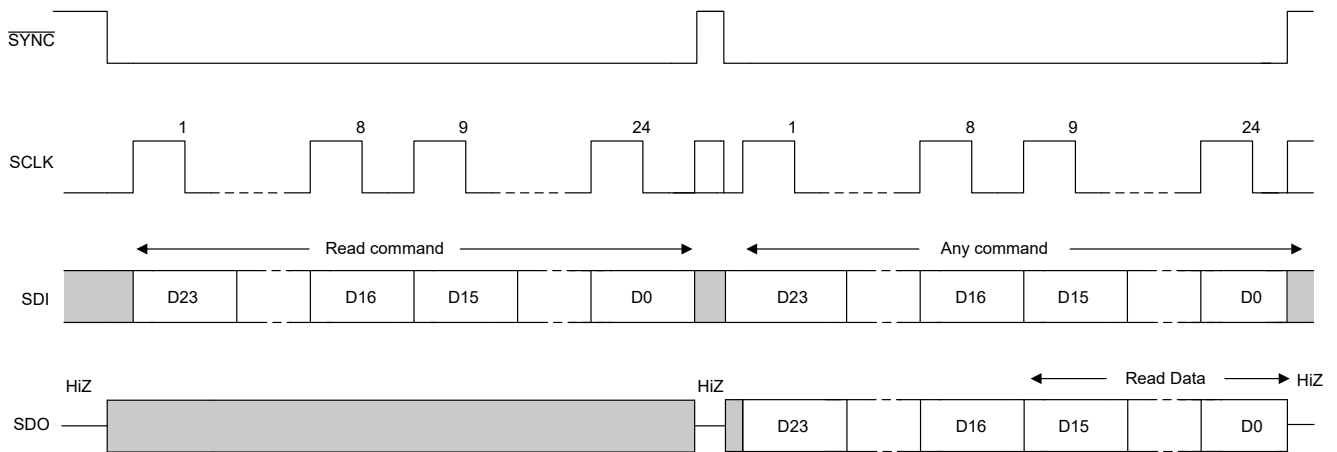 SYNC
1 8 9 24 1 8 9 24
SCLK
Read command Any command
SDI D23 D16 D15 D0 D23 D16 D15 D0
HiZ HiZ Read Data HiZ
SDO D23 D16 D15 D0